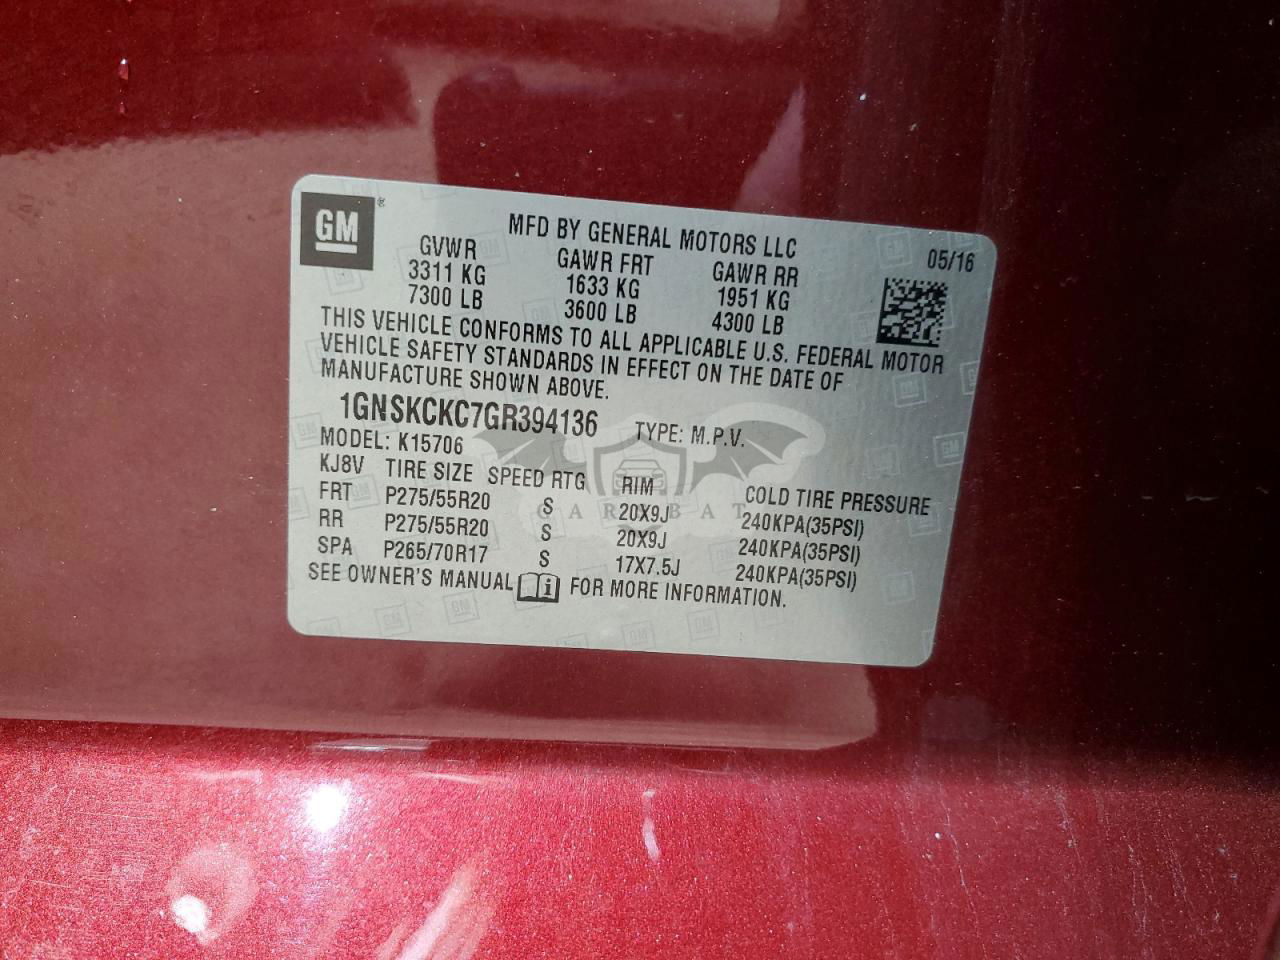 GM ®
MFD BY GENERAL MOTORS LLC
05/16
GVWR GAWR FRT GAWR RR
3311 KG 1633 KG 1951 KG
7300 LB 3600 LB 4300 LB
THIS VEHICLE CONFORMS TO ALL APPLICABLE U.S. FEDERAL MOTOR
VEHICLE SAFETY STANDARDS IN EFFECT ON THE DATE OF
MANUFACTURE SHOWN ABOVE.
1GNSKCKC7GR394136 TYPE: M.P.V.
MODEL: K15706
KJ8V TIRE SIZE SPEED RTG RIM COLD TIRE PRESSURE
FRT P275/55R20 S 20X9J 240KPA(35PSI)
RR P275/55R20 S 20X9J 240KPA(35PSI)
SPA P265/70R17 S 17X7.5J 240KPA(35PSI)
SEE OWNER'S MANUAL i FOR MORE INFORMATION.
CAR BAT